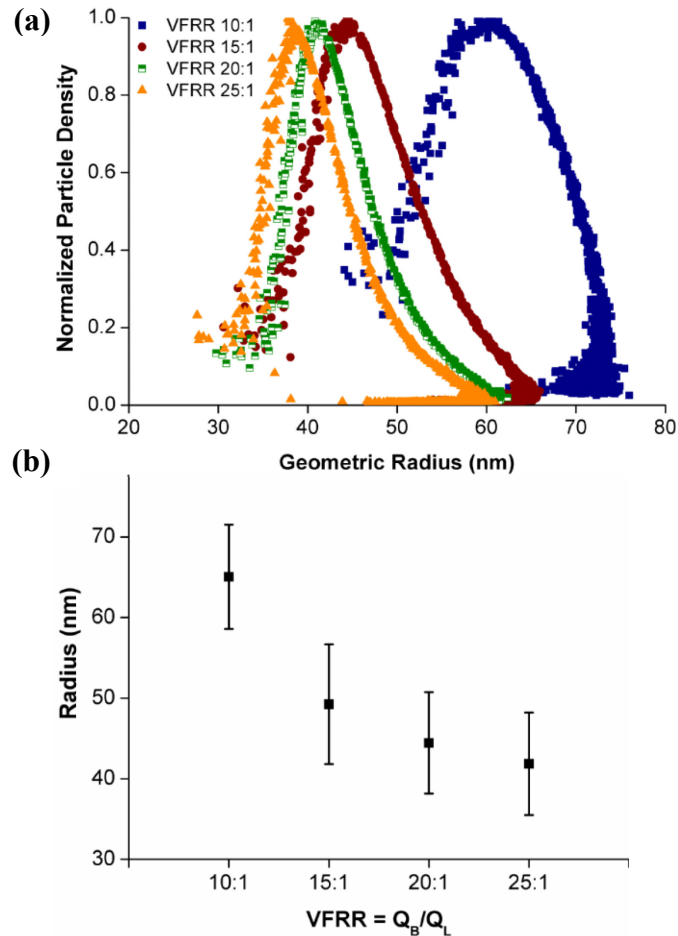 (a)
1.0
0.8
0.6
0.4
0.2
0.0
Normalized Particle Density
VFRR 10:1
VFRR 15:1
VFRR 20:1
VFRR 25:1
20 30 40 50 60 70 80
Geometric Radius (nm)
(b)
70
60
50
40
30
Radius (nm)
10:1 15:1 20:1 25:1
VFRR = Q_B/Q_L